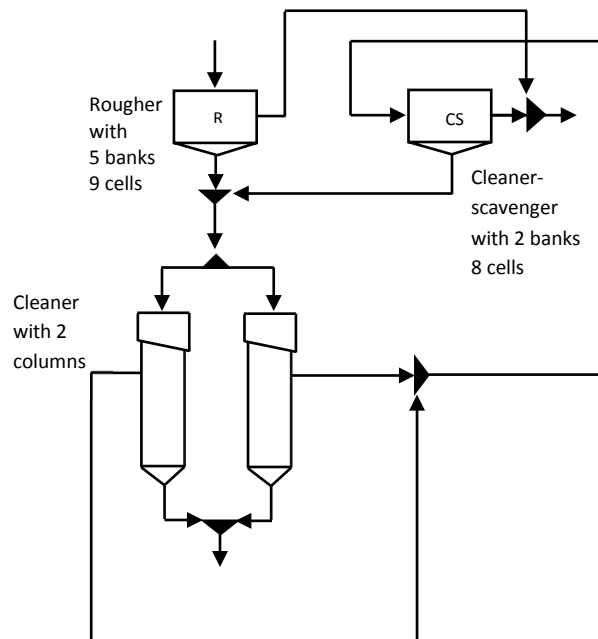 Rougher
with
5 banks
9 cells
R
CS
Cleaner-
scavenger
with 2 banks
8 cells
Cleaner
with 2
columns